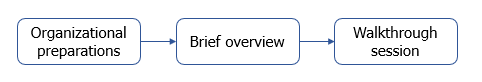 Organizational
preparations
Brief overview
Walkthrough
session